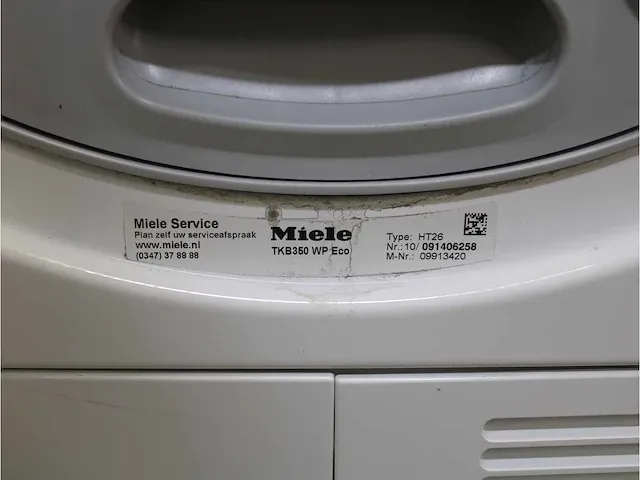 Miele Service
Plan zelf uw serviceafspraak
www.miele.nl
(0347) 37 88 88
Miele
TKB350 WP Eco
Type: HT26
Nr.:10/ 091406258
M-Nr.: 09913420